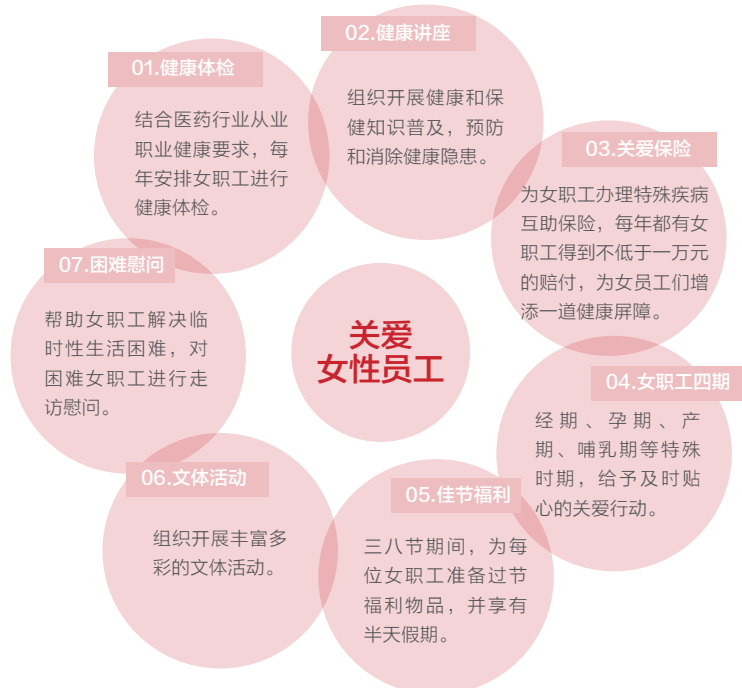 关爱
女性员工
01.健康体检
结合医药行业从业
职业健康要求，每
年安排女职工进行
健康体检。
02.健康讲座
组织开展健康和保
健知识普及，预防
和消除健康隐患。
03.关爱保险
为女职工办理特殊疾病
互助保险，每年都有女
职工得到不低于一万元
的赔付，为女员工们增
添一道健康屏障。
04.女职工四期
经期、孕期、产
期、哺乳期等特殊
时期，给予及时贴
心的关爱行动。
05.佳节福利
三八节期间，为每
位女职工准备过节
福利物品，并享有
半天假期。
06.文体活动
组织开展丰富多
彩的文体活动。
07.困难慰问
帮助女职工解决临
时性生活困难，对
困难女职工进行走
访慰问。